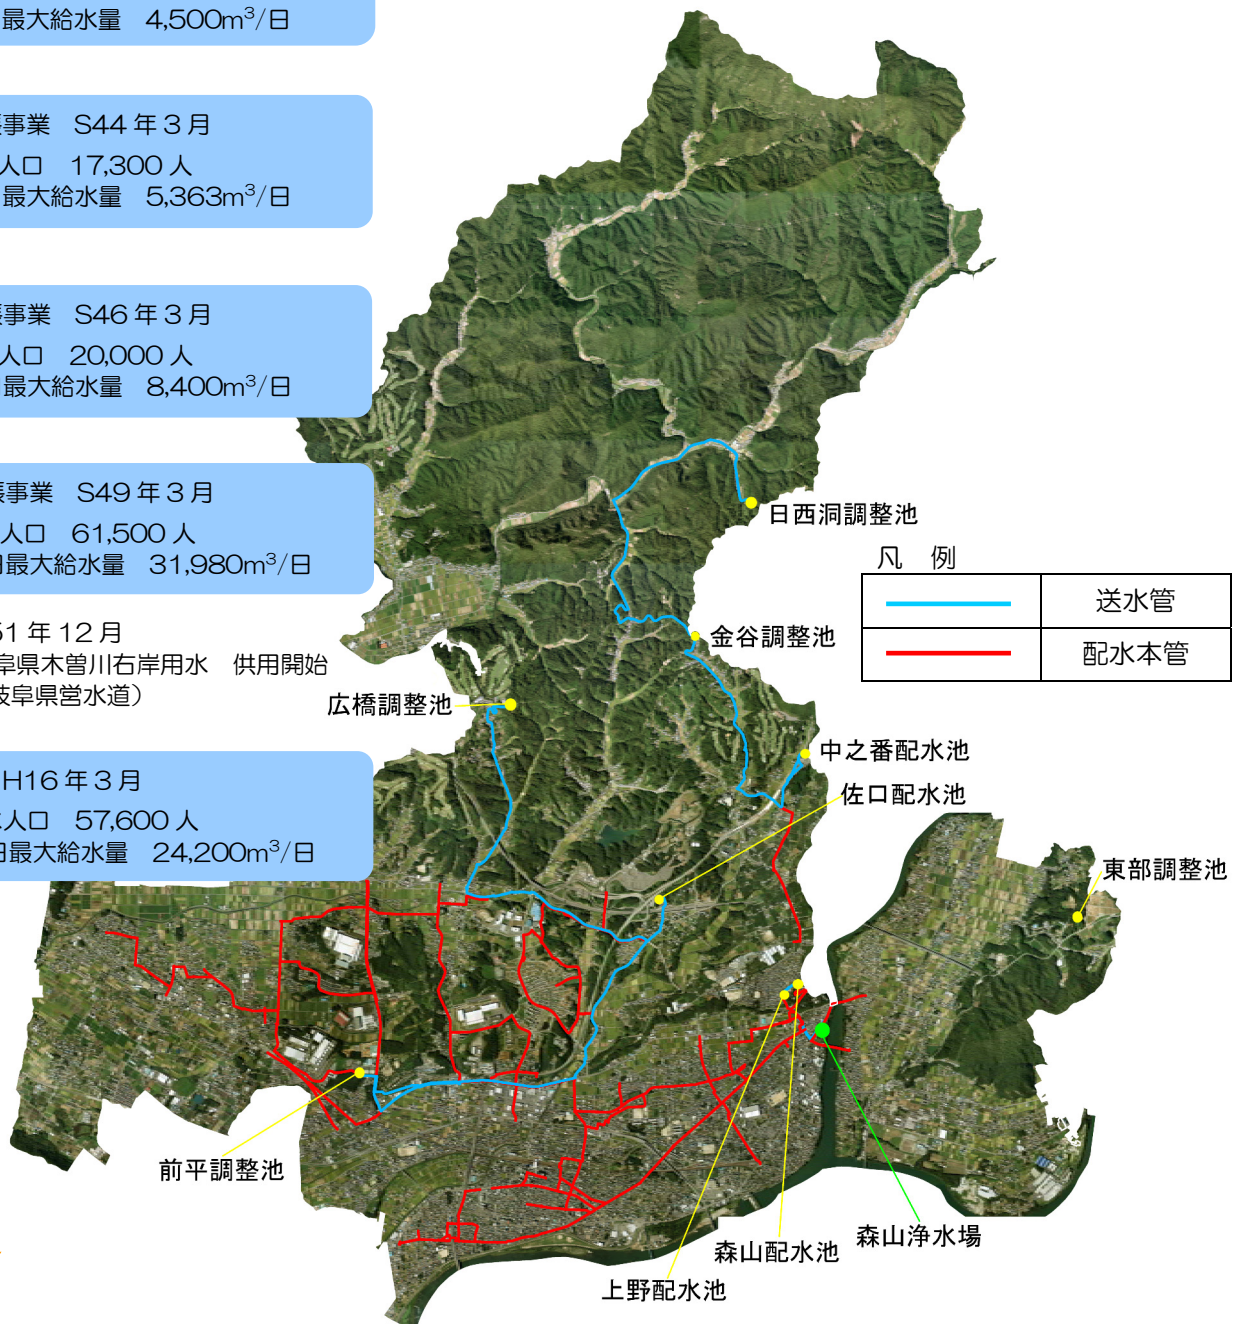 最大給水量 4,500m³/日
事業 S44年3月
人口 17,300人
最大給水量 5,363m³/日
事業 S46年3月
人口 20,000人
最大給水量 8,400m³/日
事業 S49年3月
人口 61,500人
日最大給水量 31,980m³/日
51年12月
阜県木曽川右岸用水 供用開始
岐阜県営水道)
H16年3月
人口 57,600人
日最大給水量 24,200m³/日
日西洞調整池
凡 例
送水管
配水本管
金谷調整池
広橋調整池
中之番配水池
佐口配水池
東部調整池
前平調整池
森山浄水場
森山配水池
上野配水池